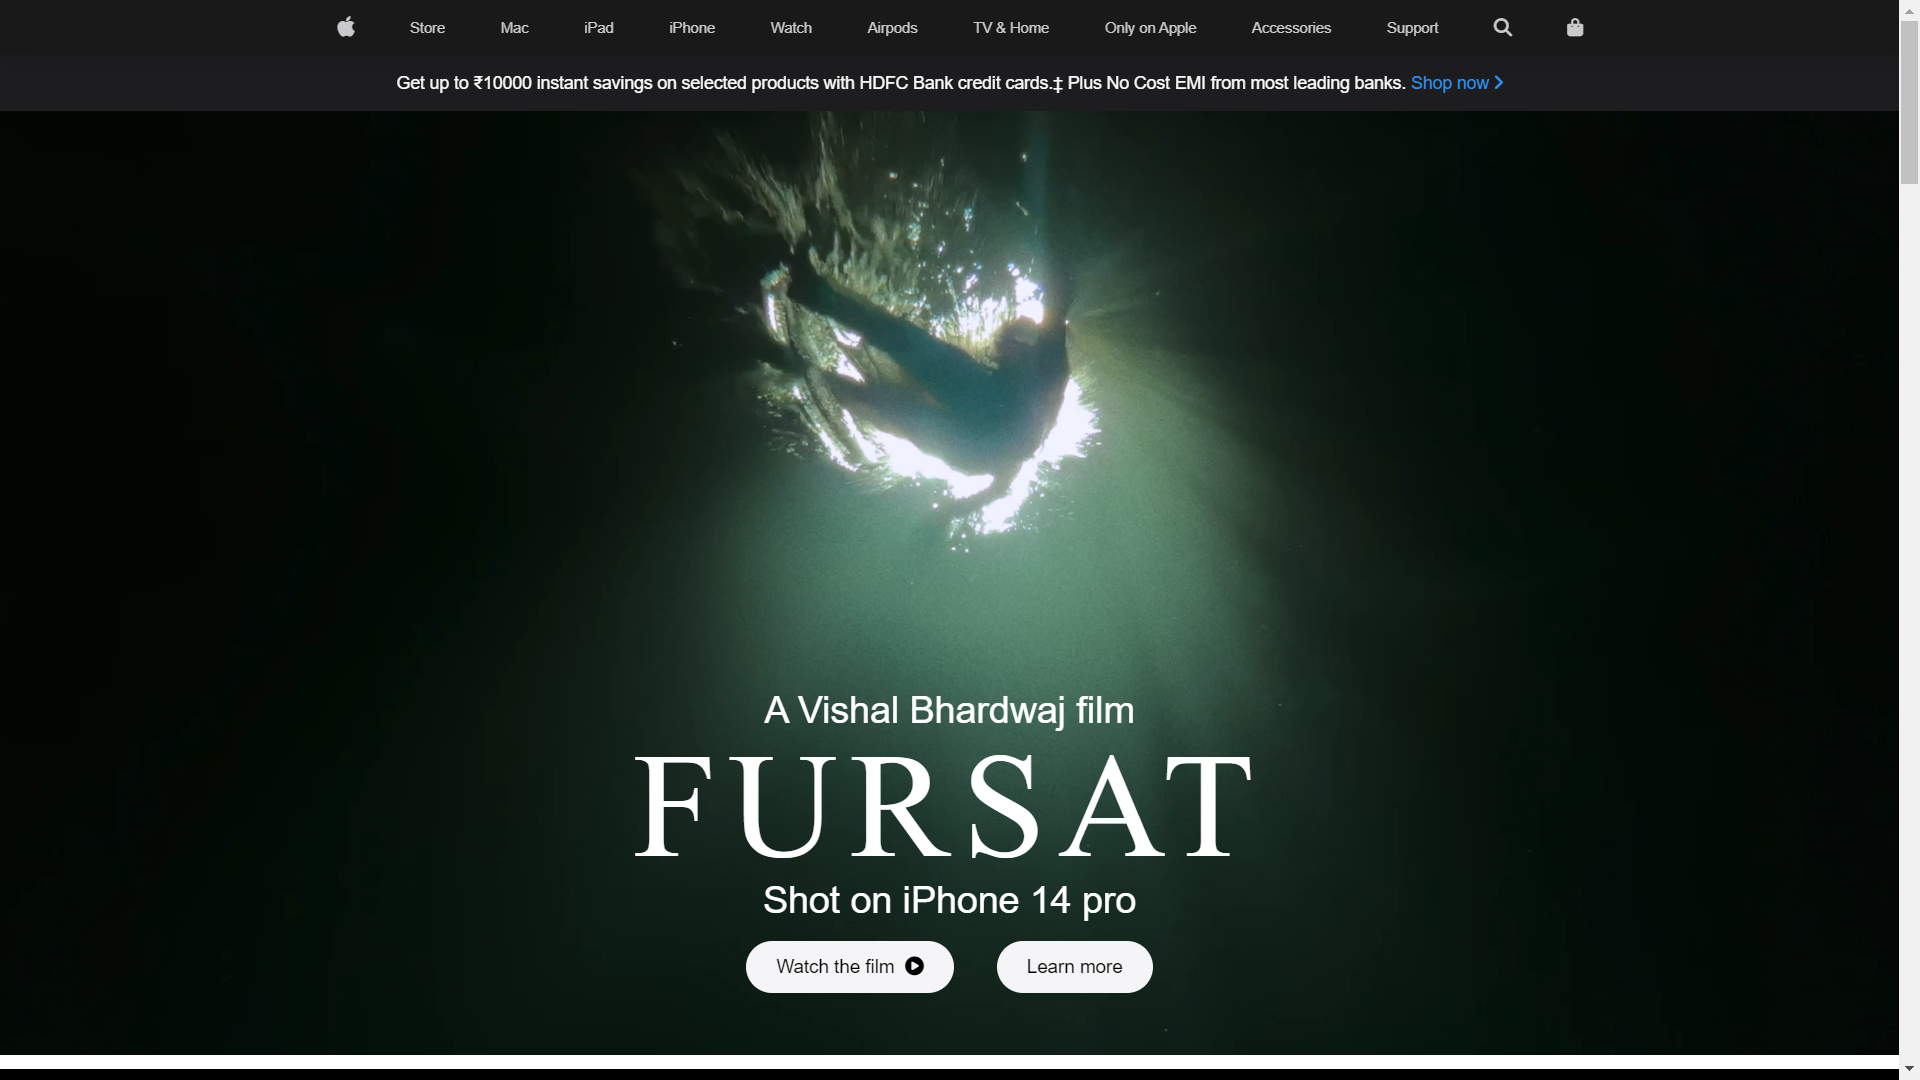 Store Mac iPad iPhone Watch Airpods TV & Home Only on Apple Accessories Support
Get up to ₹10000 instant savings on selected products with HDFC Bank credit cards.‡ Plus No Cost EMI from most leading banks. Shop now
A Vishal Bhardwaj film
FURSAT
Shot on iPhone 14 pro
Watch the film Learn more